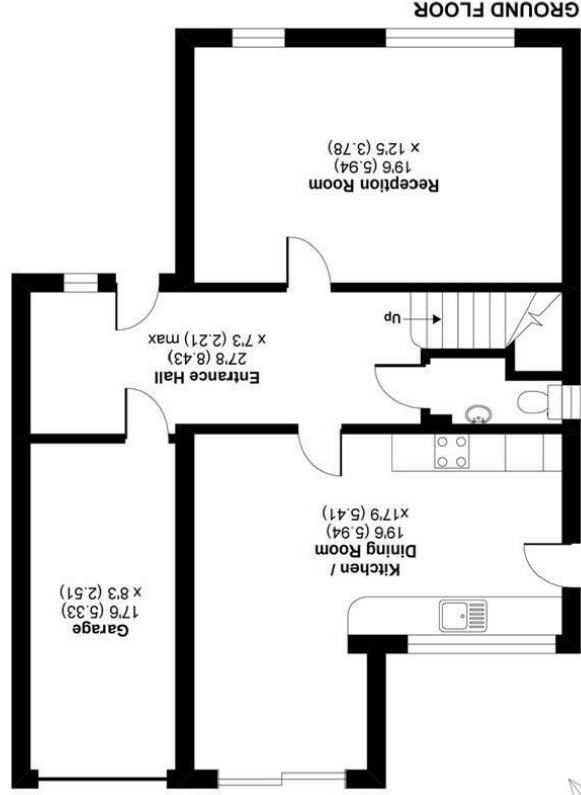 GROUND FLOOR
Reception Room
19'6 (5.94)
x 12'5 (3.78)
Up
Entrance Hall
27'8 (8.43)
x 7'3 (2.21) max
Kitchen /
Dining Room
19'6 (5.94)
x17'9 (5.41)
Garage
17'6 (5.33)
x 8'3 (2.51)